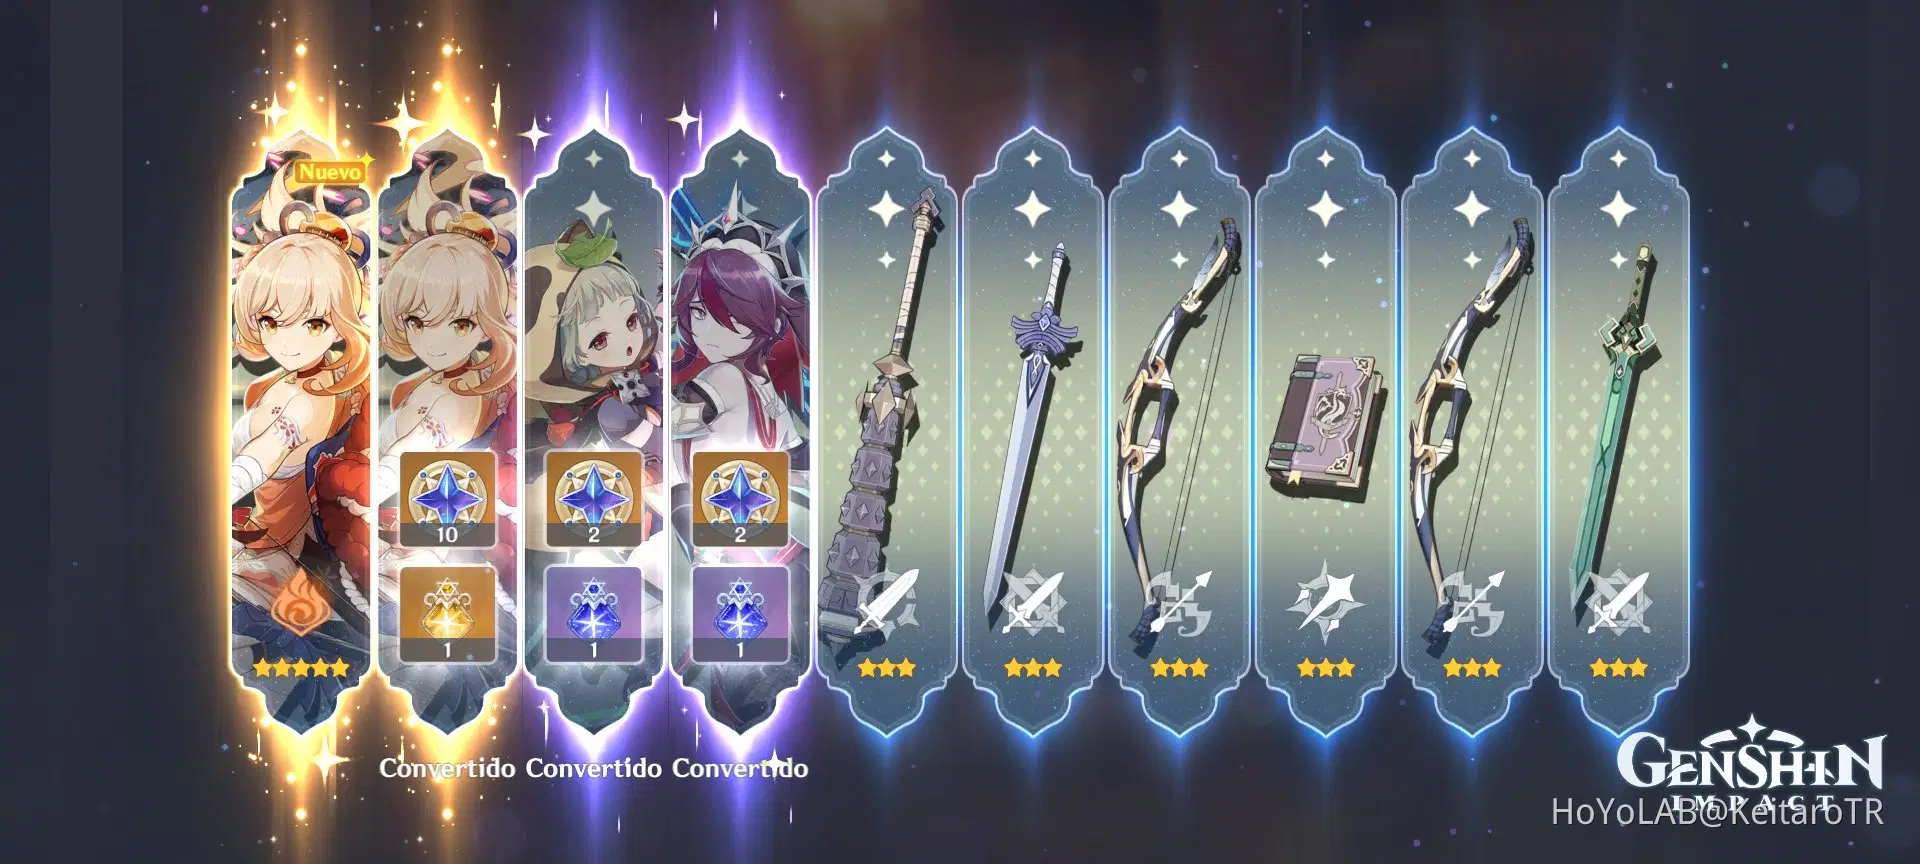 Nuevo
10
2
2
1
1
1
Convertido
Convertido
Convertido
GENSHIN
IMPACT
HoYoLAB@KeitaroTR